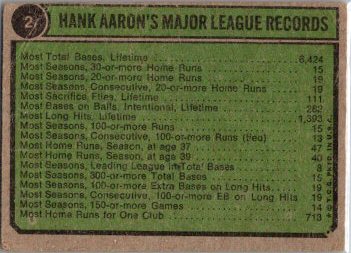 2
HANK AARON'S MAJOR LEAGUE RECORDS
Most Total Bases, Lifetime 6,424
Most Seasons, 30-or-more Home Runs 15
Most Seasons, 20-or-more Home Runs 19
Most Seasons, Consecutive, 20-or-more Home Runs 19
Most Sacrifice Flies, Lifetime 111
Most Bases on Balls, Intentional, Lifetime 282
Most Long Hits, Lifetime 1,393
Most Seasons, 100-or-more Runs 15
Most Seasons, Consecutive, 100-or-more Runs (tied) 13
Most Home Runs, Season, at age 37 47
Most Home Runs, Season, at age 39 40
Most Seasons, Leading League in Total Bases 8
Most Seasons, 300-or-more Total Bases 15
Most Seasons, 100-or-more Extra Bases on Long Hits 19
Most Seasons, Consecutive, 100-or-more EB on Long Hits 19
Most Seasons, 150-or-more Games 14
Most Home Runs for One Club 713